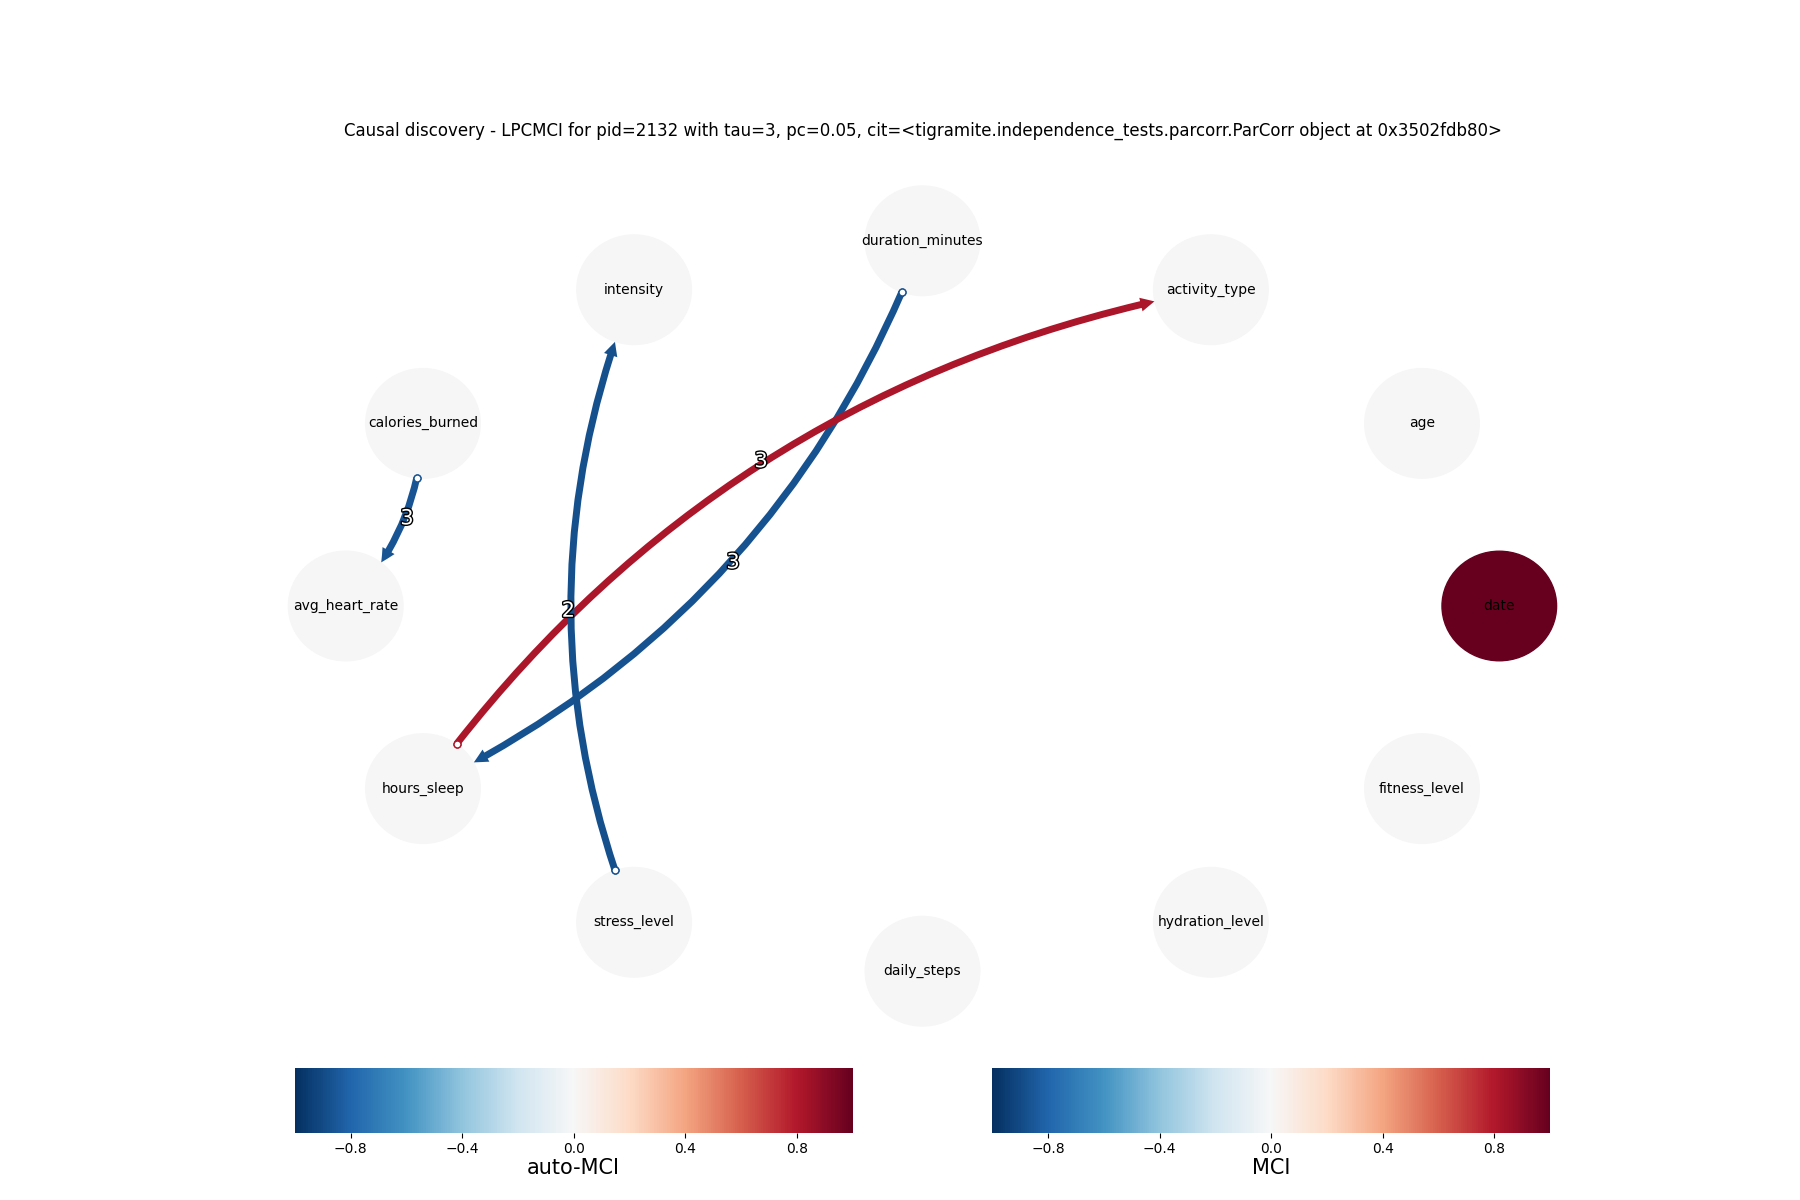 Causal discovery - LPCMCI for pid=2132 with tau=3, pc=0.05, cit=<tigramite.independence_tests.parcorr.ParCorr object at 0x3502fdb80>
duration_minutes
intensity
activity_type
calories_burned
age
3
3
3
avg_heart_rate
2
date
hours_sleep
fitness_level
stress_level
hydration_level
daily_steps
−0.8 −0.4 0.0 0.4 0.8
auto-MCI
−0.8 −0.4 0.0 0.4 0.8
MCI